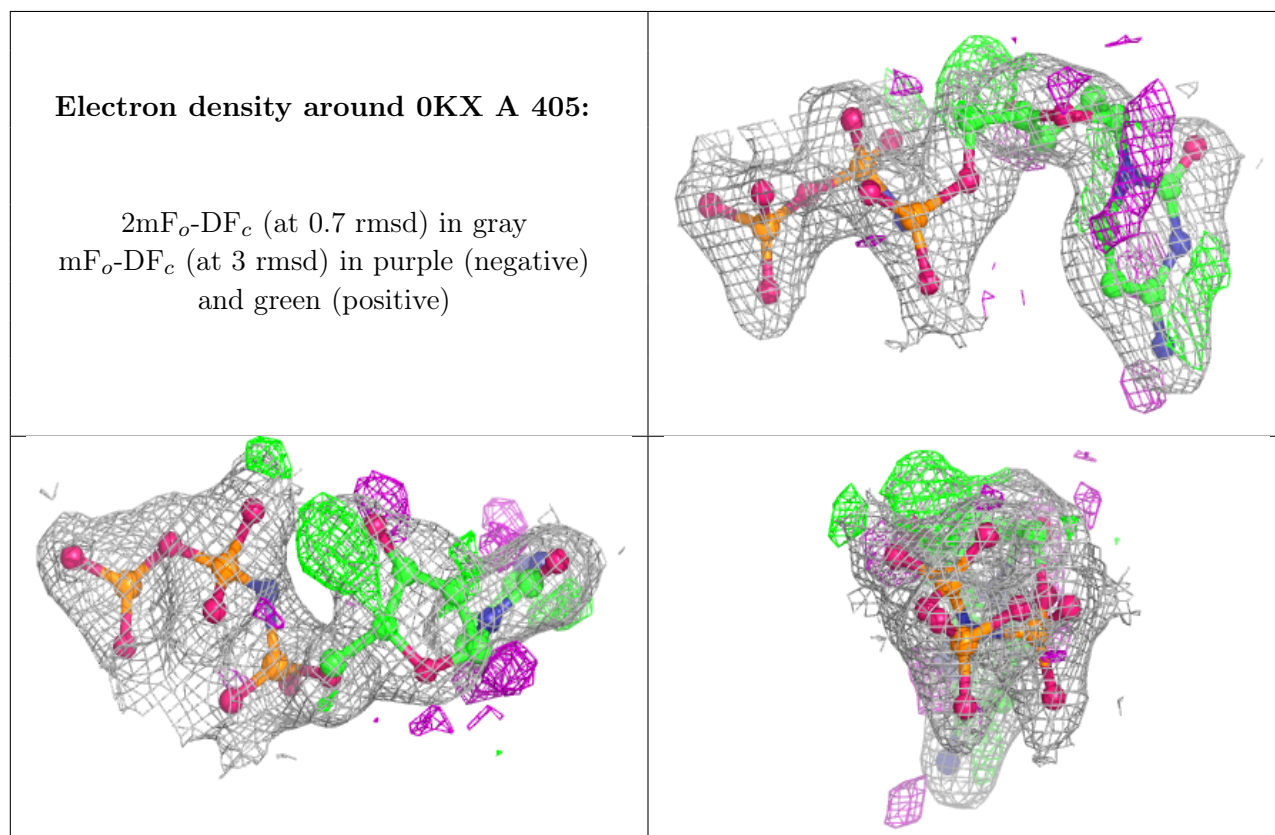 Electron density around 0KX A 405:
2mFo-DFc (at 0.7 rmsd) in gray
mFo-DFc (at 3 rmsd) in purple (negative)
and green (positive)